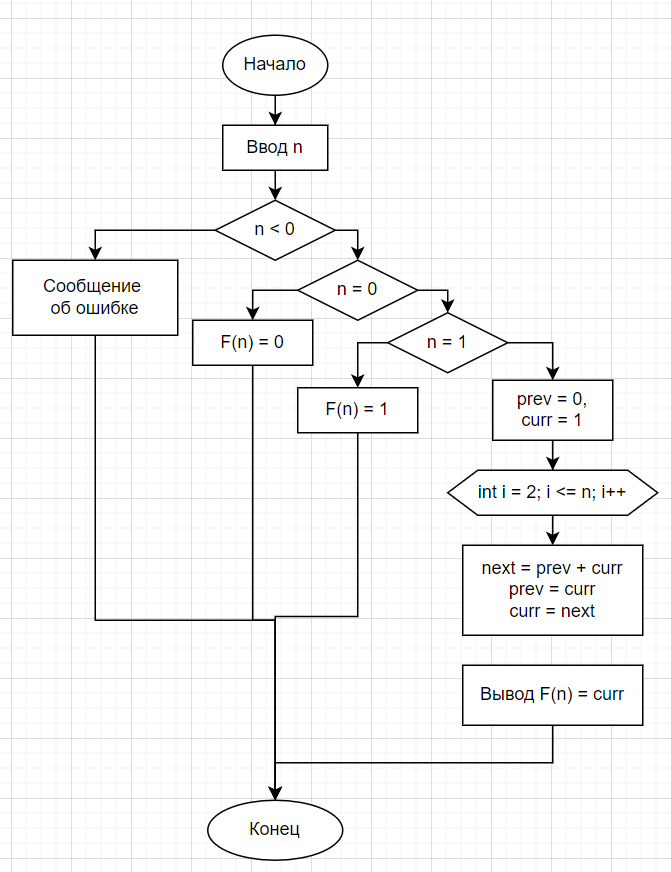 Начало
Ввод n
n < 0
Сообщение
об ошибке
n = 0
F(n) = 0
n = 1
F(n) = 1
prev = 0,
curr = 1
int i = 2; i <= n; i++
next = prev + curr
prev = curr
curr = next
Вывод F(n) = curr
Конец